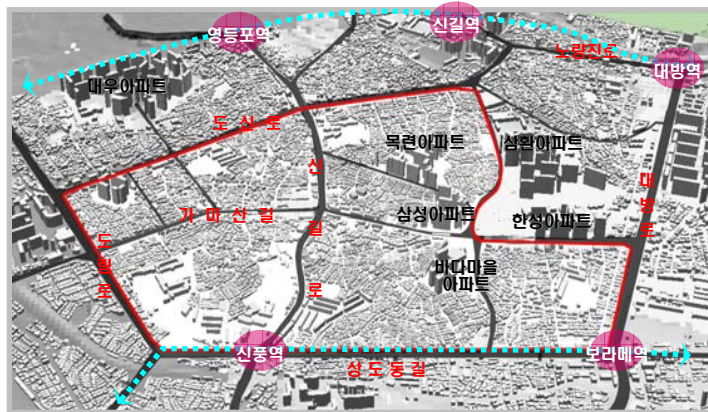 영등포역
신길역
노량진로
대방역
대우아파트
도신로
목련아파트
삼환아파트
신길로
대방로
가마산길
삼성아파트
한성아파트
도림로
바다마을
아파트
신풍역
보라매역
상도동길